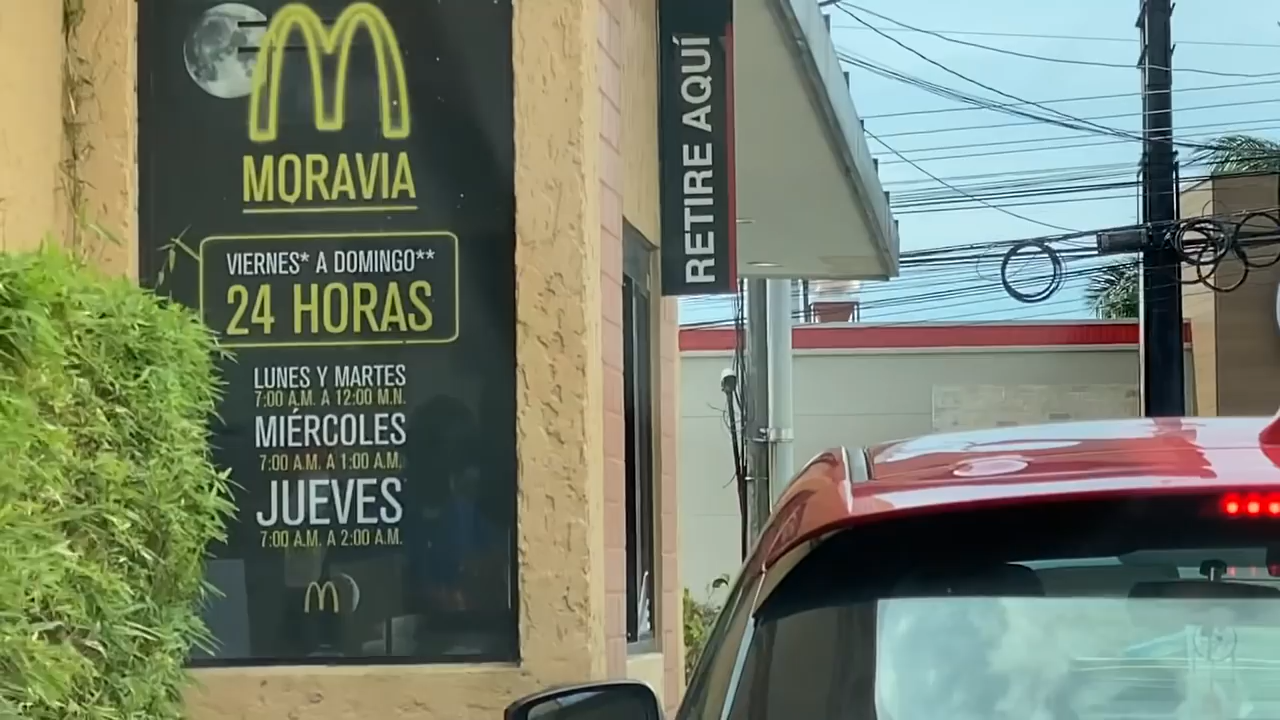 MORAVIA
VIERNES* A DOMINGO**
24 HORAS
LUNES Y MARTES
7:00 A.M. A 12:00 M.N.
MIÉRCOLES
7:00 A.M. A 1:00 A.M.
JUEVES
7:00 A.M. A 2:00 A.M.
RETIRE AQUÍ